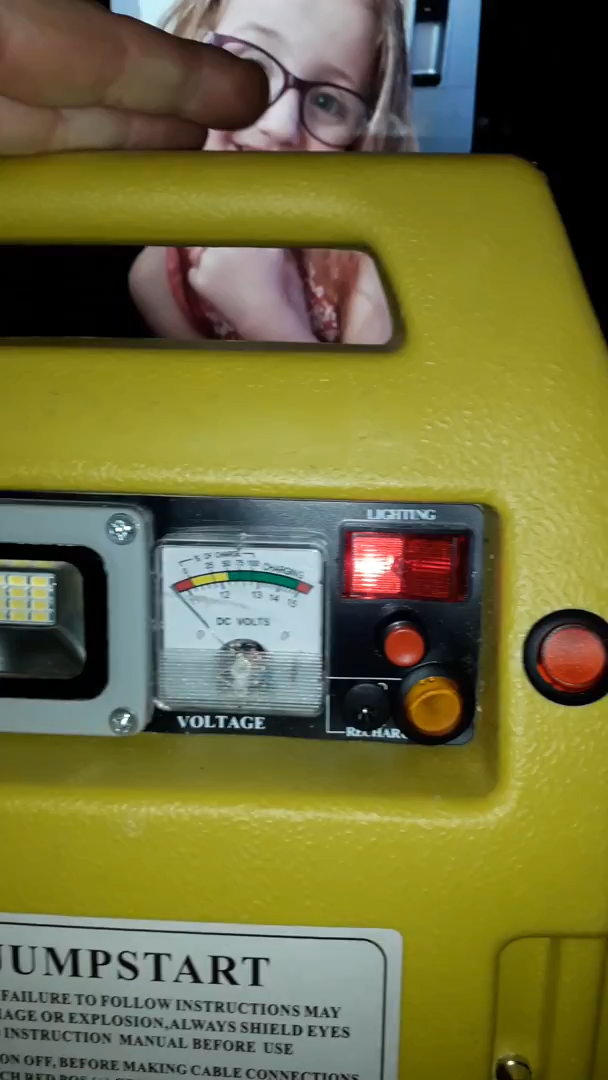 LIGHTING
% OF CHARGE
0 25 50 75 100 CHARGING
12 13 14 15
DC VOLTS
VOLTAGE
JUMPSTART
FAILURE TO FOLLOW INSTRUCTIONS MAY
OR EXPLOSION,ALWAYS SHIELD EYES
INSTRUCTION MANUAL BEFORE USE
ON OFF, BEFORE MAKING CABLE CONNECTIONS
RED